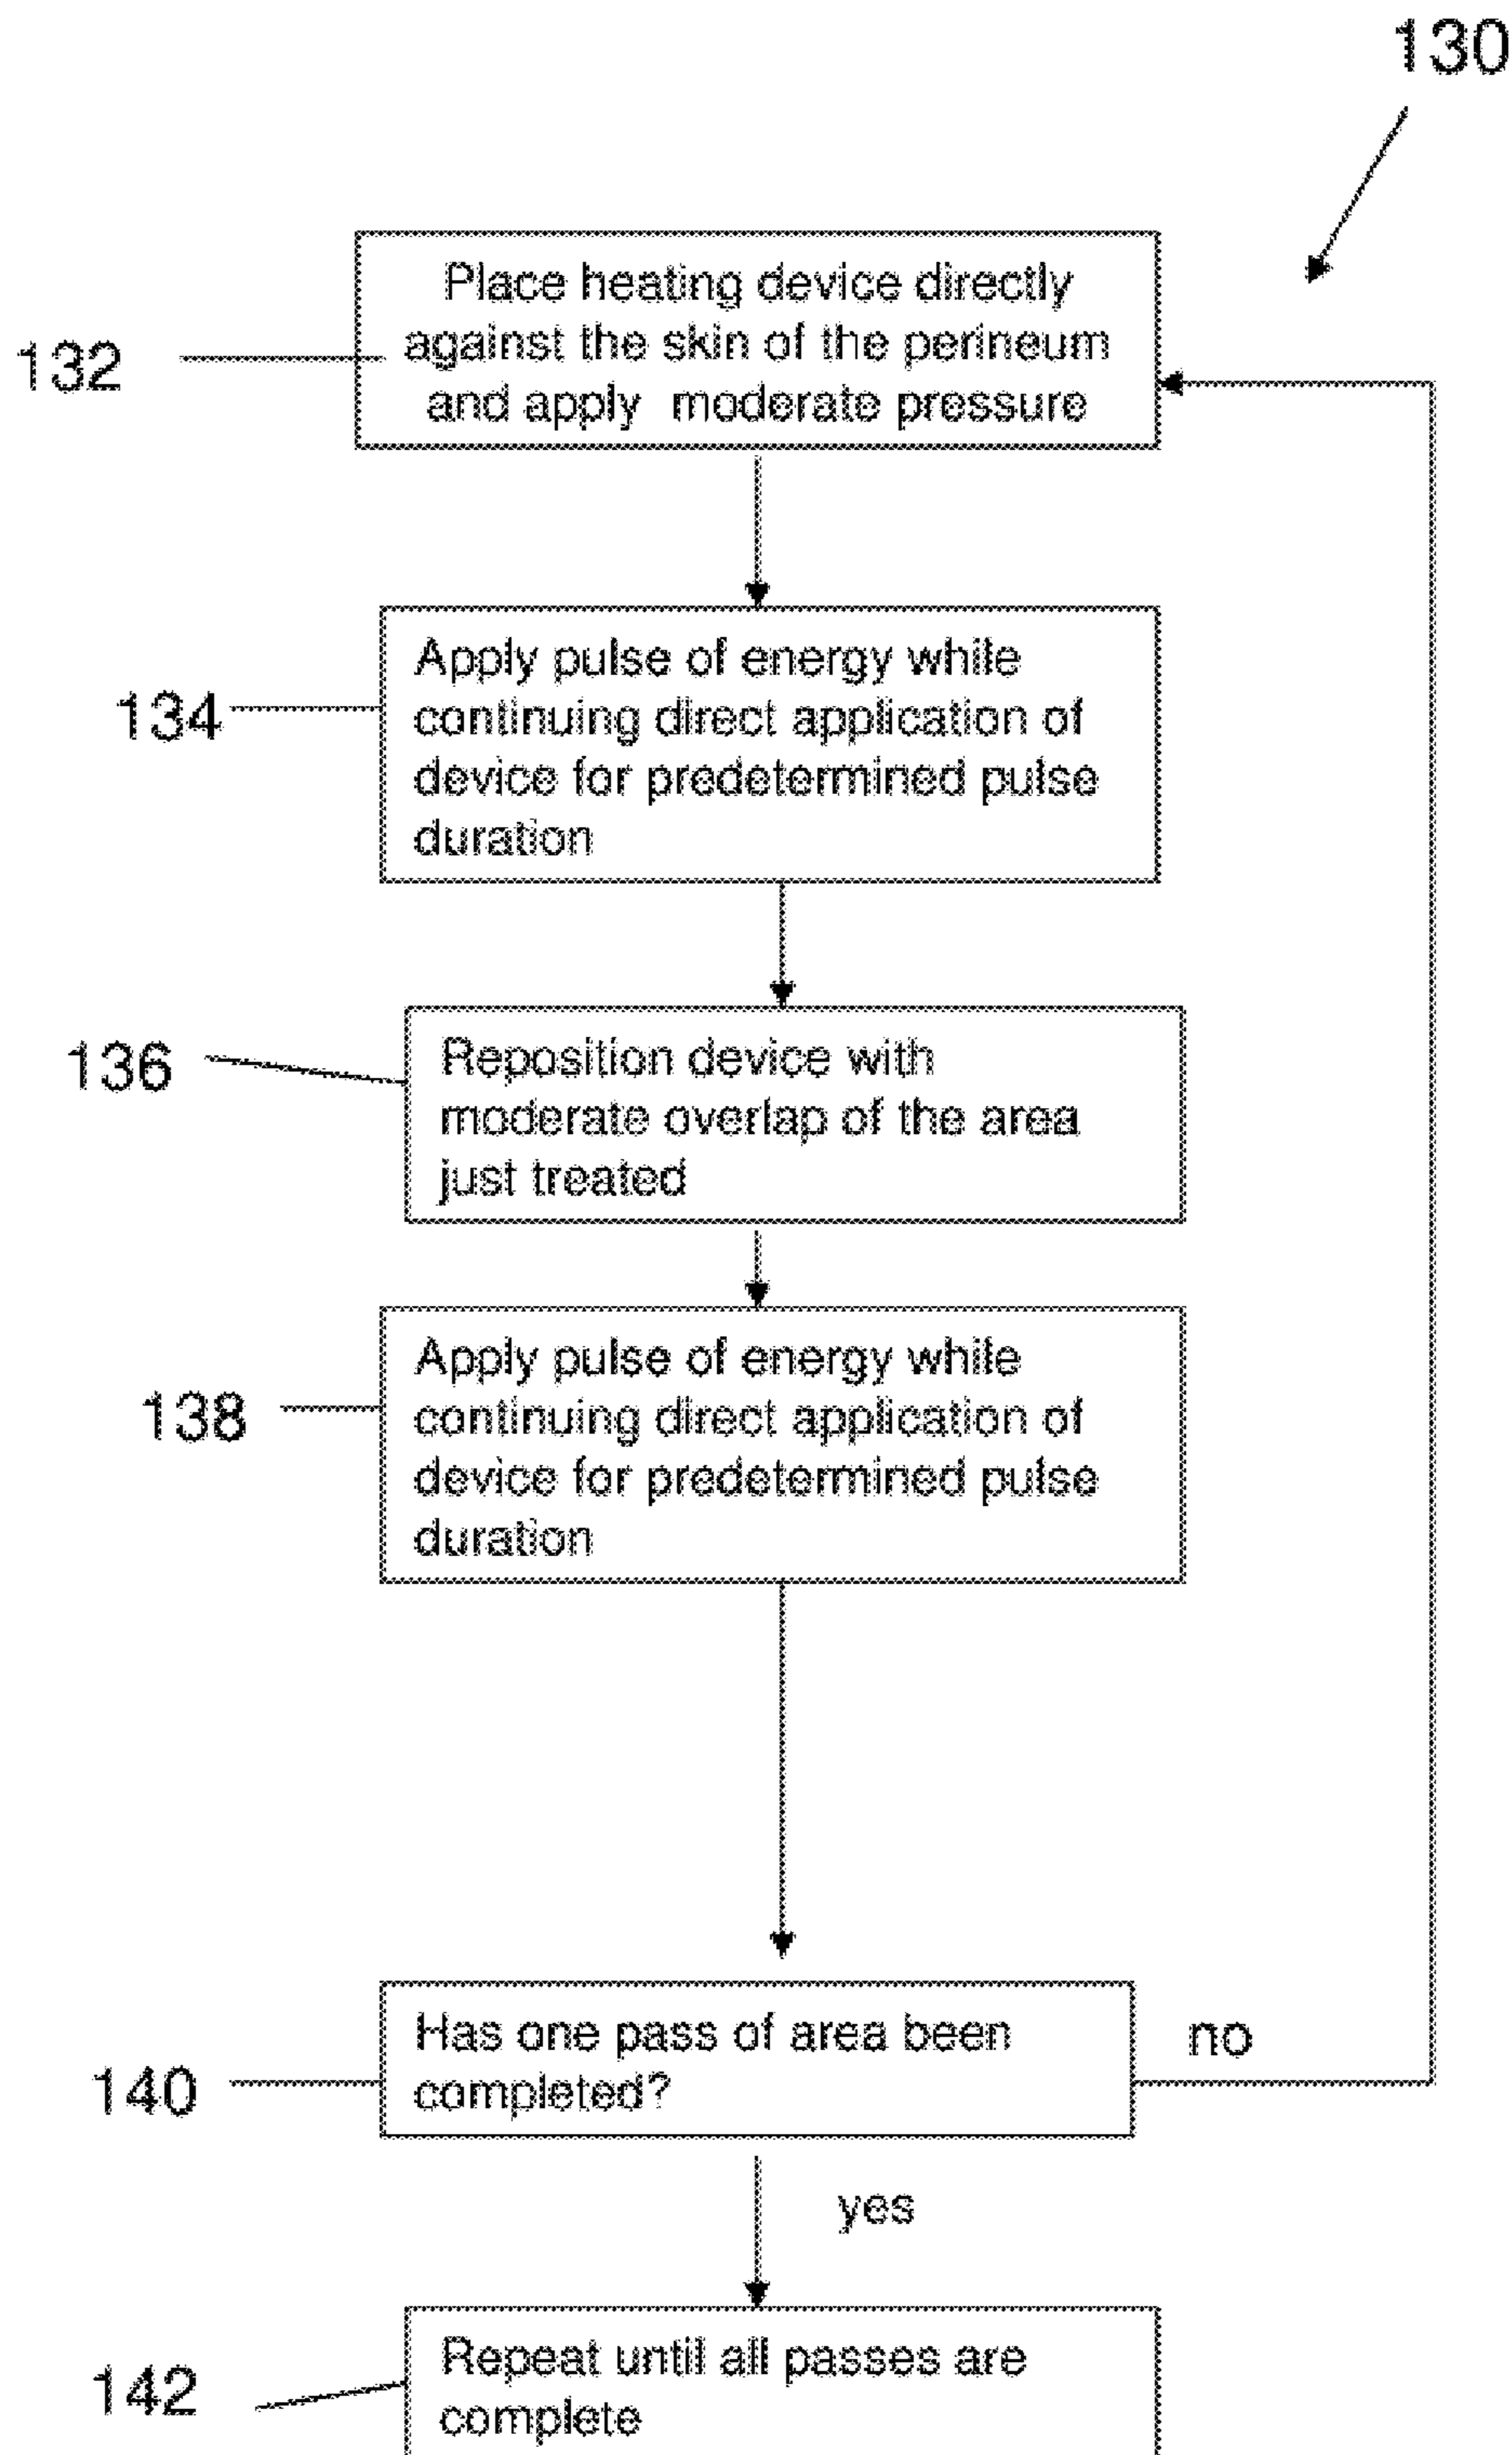 130
132
Place heating device directly
against the skin of the perineum
and apply moderate pressure
134
Apply pulse of energy while
continuing direct application of
device for predetermined pulse
duration
136
Reposition device with
moderate overlap of the area
just treated
138
Apply pulse of energy while
continuing direct application of
device for predetermined pulse
duration
140
Has one pass of area been
completed?
no
yes
142
Repeat until all passes are
complete